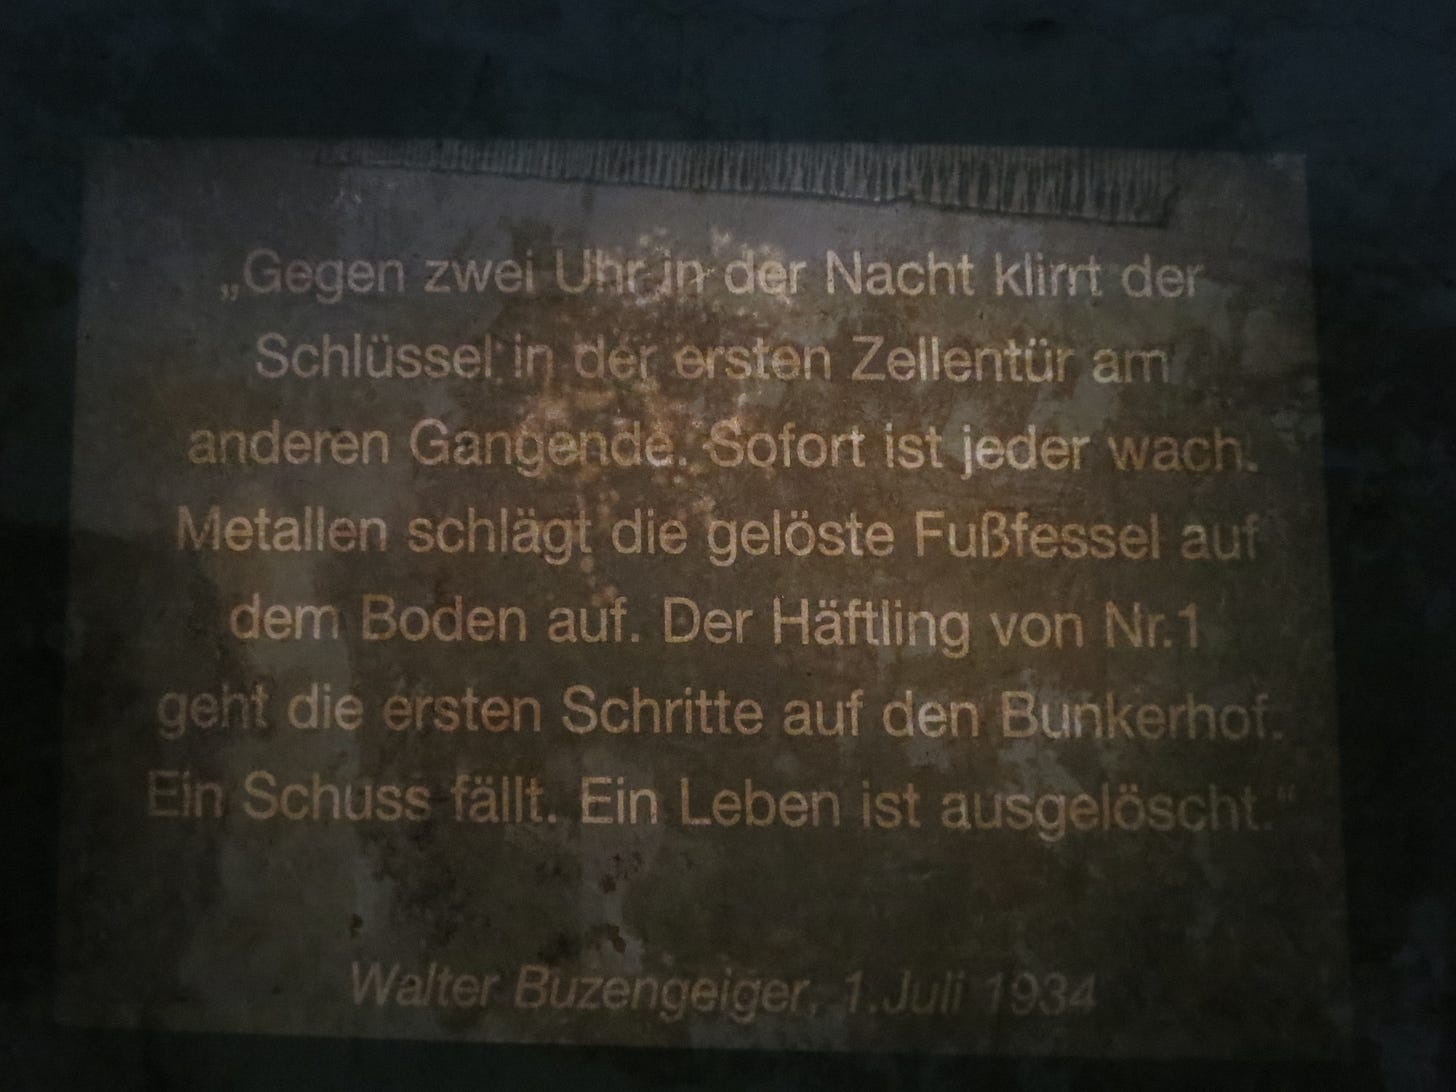 „Gegen zwei Uhr in der Nacht klirrt der
Schlüssel in der ersten Zellentür am
anderen Gangende. Sofort ist jeder wach.
Metallen schlägt die gelöste Fußfessel auf
dem Boden auf. Der Häftling von Nr.1
geht die ersten Schritte auf den Bunkerhof.
Ein Schuss fällt. Ein Leben ist ausgelöscht.“
Walter Buzengeiger, 1.Juli 1934